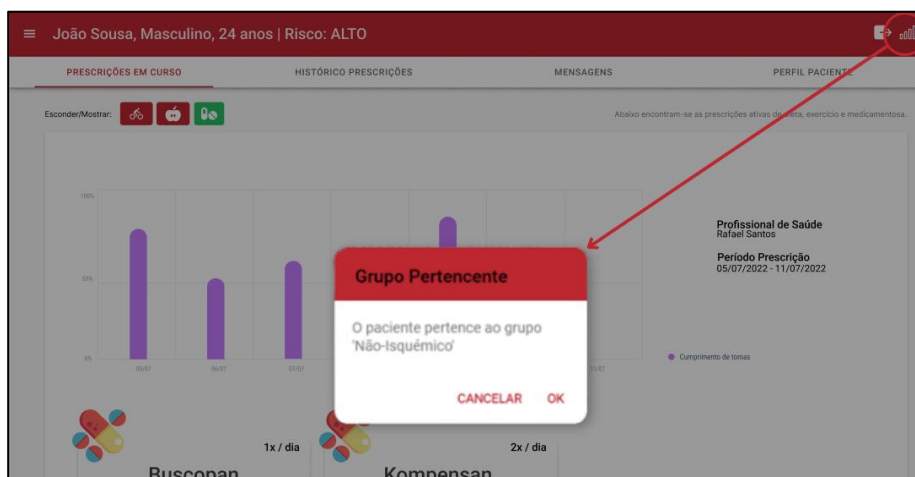 João Sousa, Masculino, 24 anos | Risco: ALTO
PRESCRIÇÕES EM CURSO
HISTÓRICO PRESCRIÇÕES
MENSAGENS
PERFIL PACIENTE
Esconder/Mostrar:
Abaixo encontram-se as prescrições ativas de dieta, exercício e medicamentosa.
100%
50%
0%
05/07
06/07
07/07
11/07
Profissional de Saúde
Rafael Santos
Período Prescrição
05/07/2022 - 11/07/2022
Cumprimento de tomas
Grupo Pertencente
O paciente pertence ao grupo
'Não-Isquémico'
CANCELAR
OK
1x / dia
Buscopan
2x / dia
Kompensan